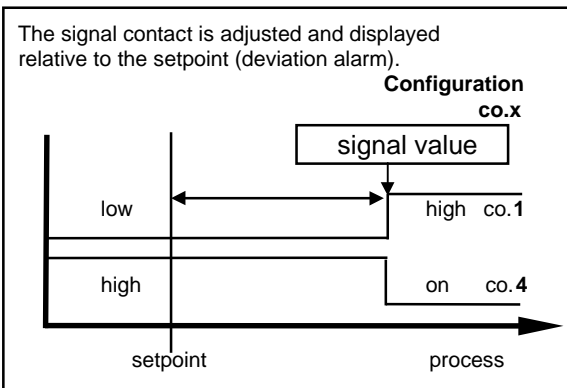 The signal contact is adjusted and displayed
relative to the setpoint (deviation alarm).
Configuration
co.x
signal value
low high co.1
high on co.4
setpoint process